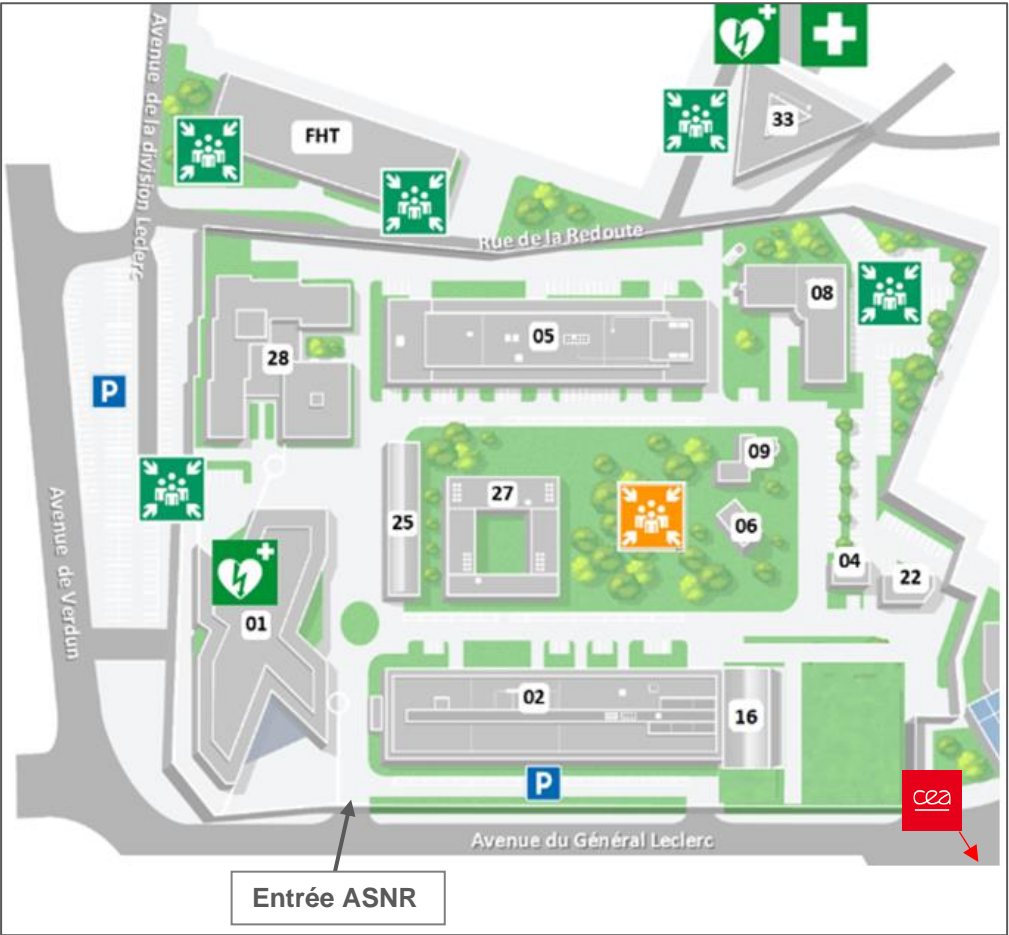 Avenue de la division Leclerc
FHT
33
Rue de la Redoute
08
05
28
P
09
27
25
06
04
22
Avenue de Verdun
01
02
16
P
cea
Avenue du Général Leclerc
Entrée ASNR